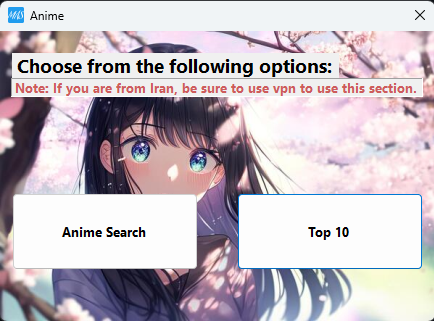 Anime
Choose from the following options:
Note: If you are from Iran, be sure to use vpn to use this section.
Anime Search
Top 10